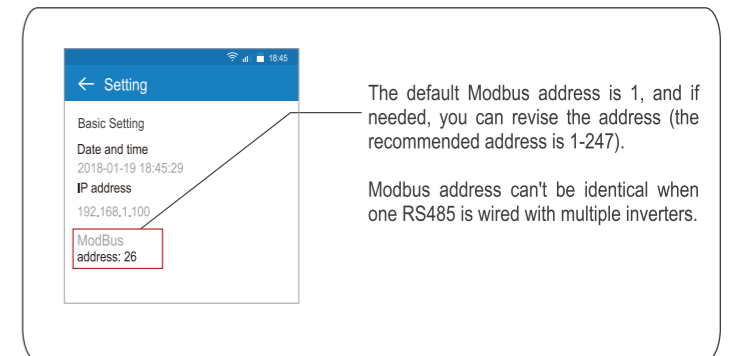 18:45
← Setting
Basic Setting
Date and time
2018-01-19 18:45:29
IP address
192.168.1.100
ModBus
address: 26
The default Modbus address is 1, and if
needed, you can revise the address (the
recommended address is 1-247).
Modbus address can't be identical when
one RS485 is wired with multiple inverters.